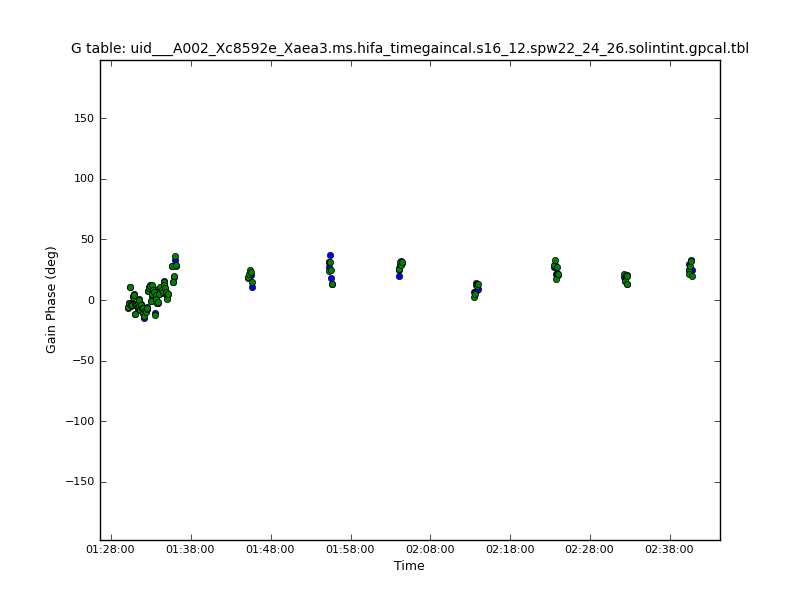 G table: uid___A002_Xc8592e_Xaea3.ms.hifa_timegaincal.s16_12.spw22_24_26.solintint.gpcal.tbl
150
100
50
0
−50
−100
−150
Gain Phase (deg)
01:28:00 01:38:00 01:48:00 01:58:00 02:08:00 02:18:00 02:28:00 02:38:00
Time